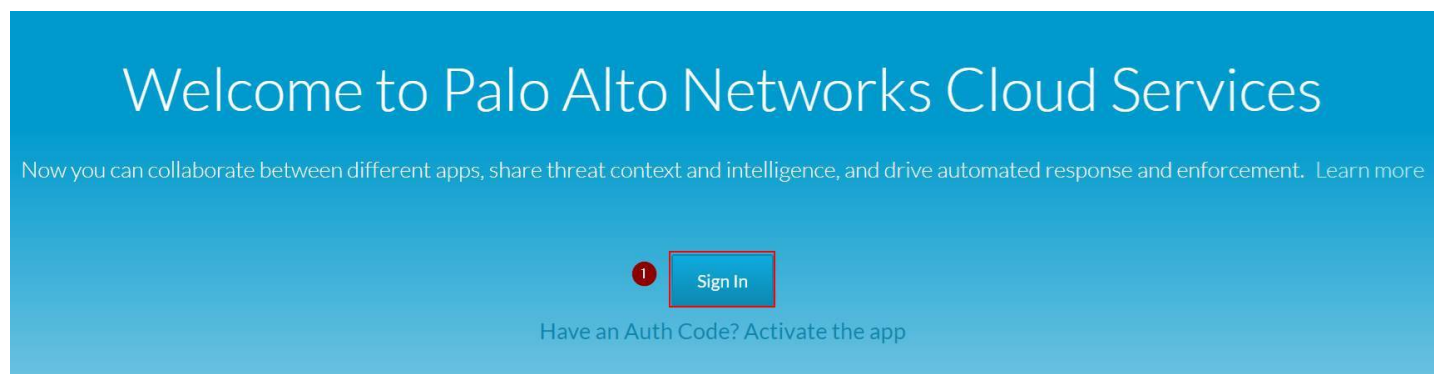 Welcome to Palo Alto Networks Cloud Services
Now you can collaborate between different apps, share threat context and intelligence, and drive automated response and enforcement. Learn more
1 Sign In
Have an Auth Code? Activate the app